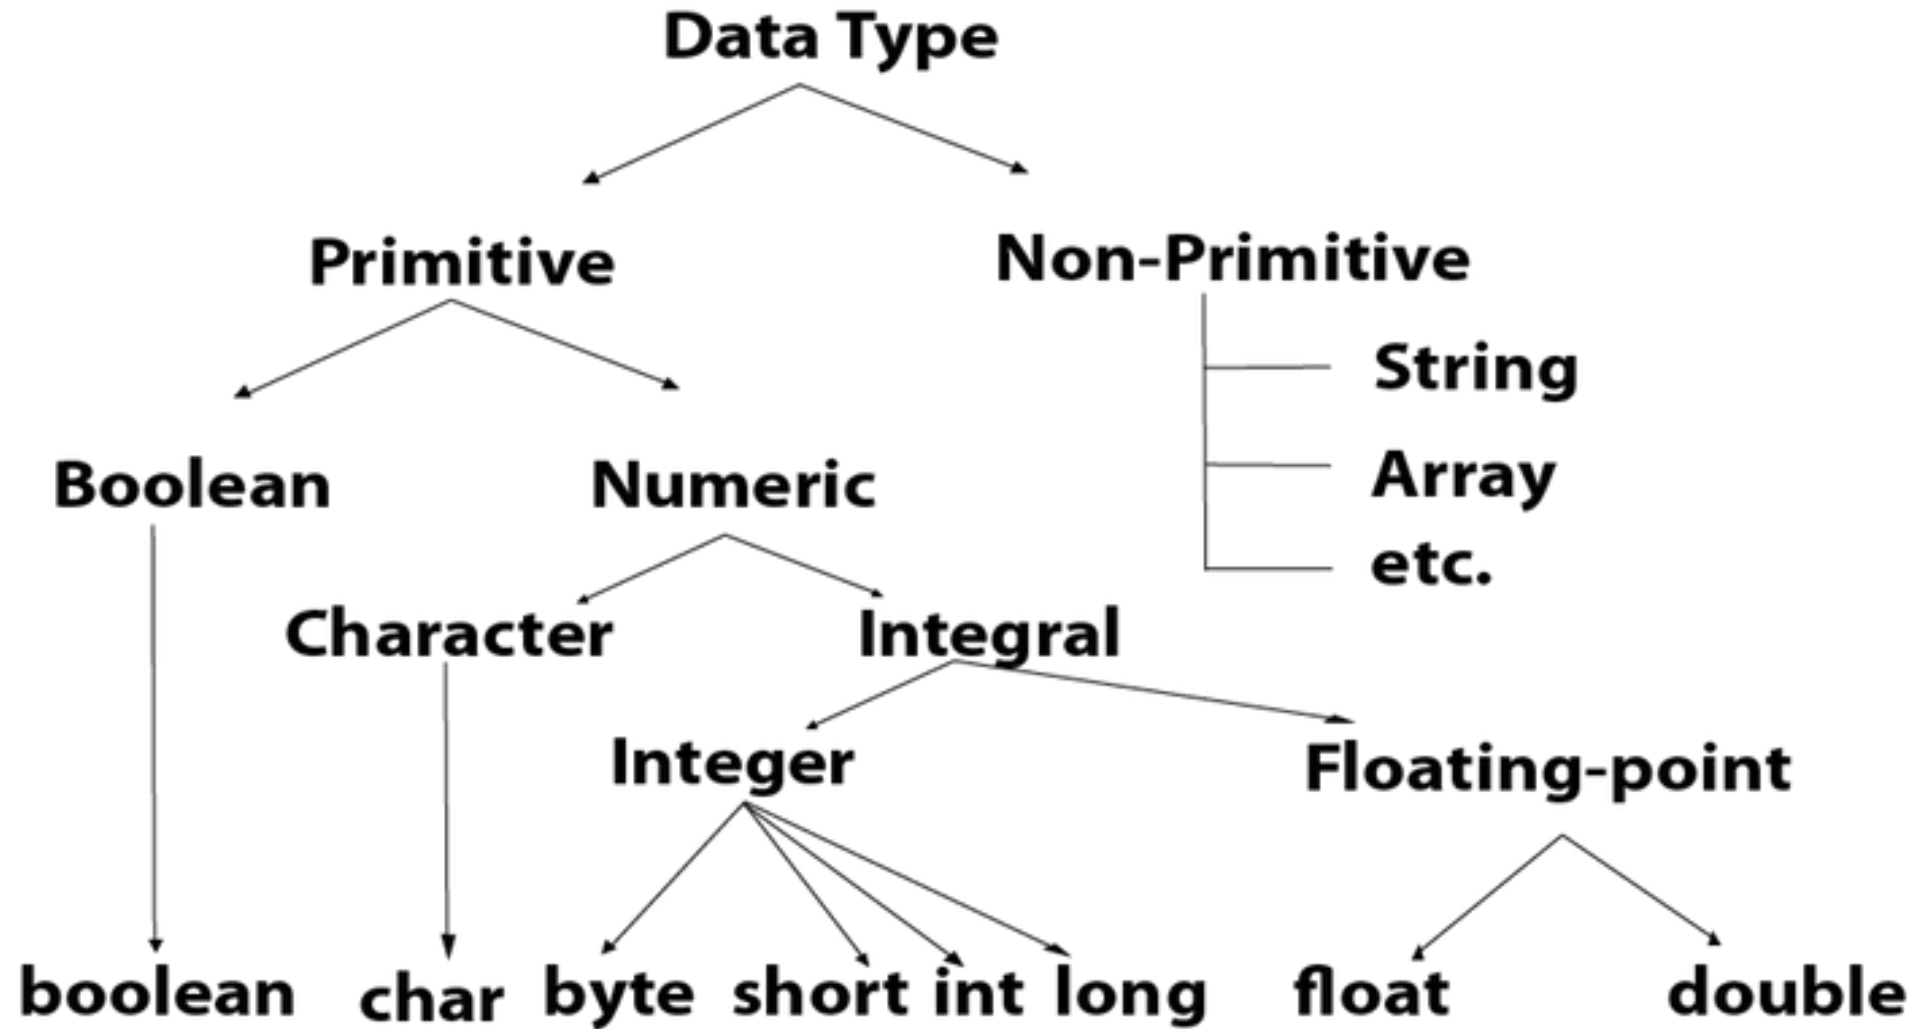 Data Type
Primitive
Non-Primitive
String
Array
etc.
Boolean
Numeric
Character
Integral
Integer
Floating-point
boolean
char
byte
short
int
long
float
double